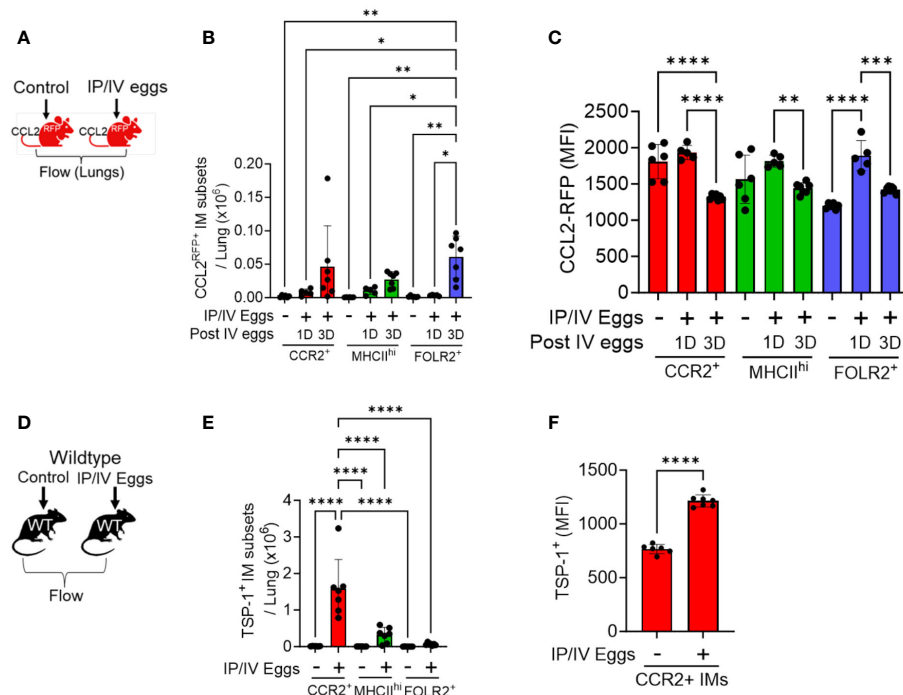 A
Control IP/IV eggs
CCL2 RFP CCL2 RFP
Flow (Lungs)
B
**
*
**
*
**
*
CCL2RFP+ IM subsets
/ Lung (x10⁶)
0.20
0.15
0.10
0.05
0.00
IP/IV Eggs - + + - + + - + +
Post IV eggs 1D 3D 1D 3D 1D 3D
CCR2⁺ MHCIIhi FOLR2⁺
C
**** ***
**** ** ****
CCL2-RFP (MFI)
2500
2000
1500
1000
500
0
IP/IV Eggs - + + - + + - + +
Post IV eggs 1D 3D 1D 3D 1D 3D
CCR2⁺ MHCIIhi FOLR2⁺
D
Wildtype
Control IP/IV Eggs
WT WT
Flow
E
****
****
****
**** ****
TSP-1⁺ IM subsets
/ Lung (x10⁶)
4
3
2
1
0
IP/IV Eggs - + - + - +
CCR2⁺ MHCIIhi FOLR2⁺
F
****
TSP-1⁺ (MFI)
1500
1000
500
0
IP/IV Eggs - +
CCR2+ IMs